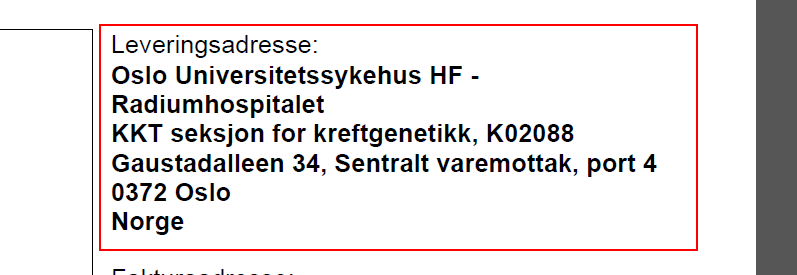 Leveringsadresse:
Oslo Universitetssykehus HF -
Radiumhospitalet
KKT seksjon for kreftgenetikk, K02088
Gaustadalleen 34, Sentralt varemottak, port 4
0372 Oslo
Norge